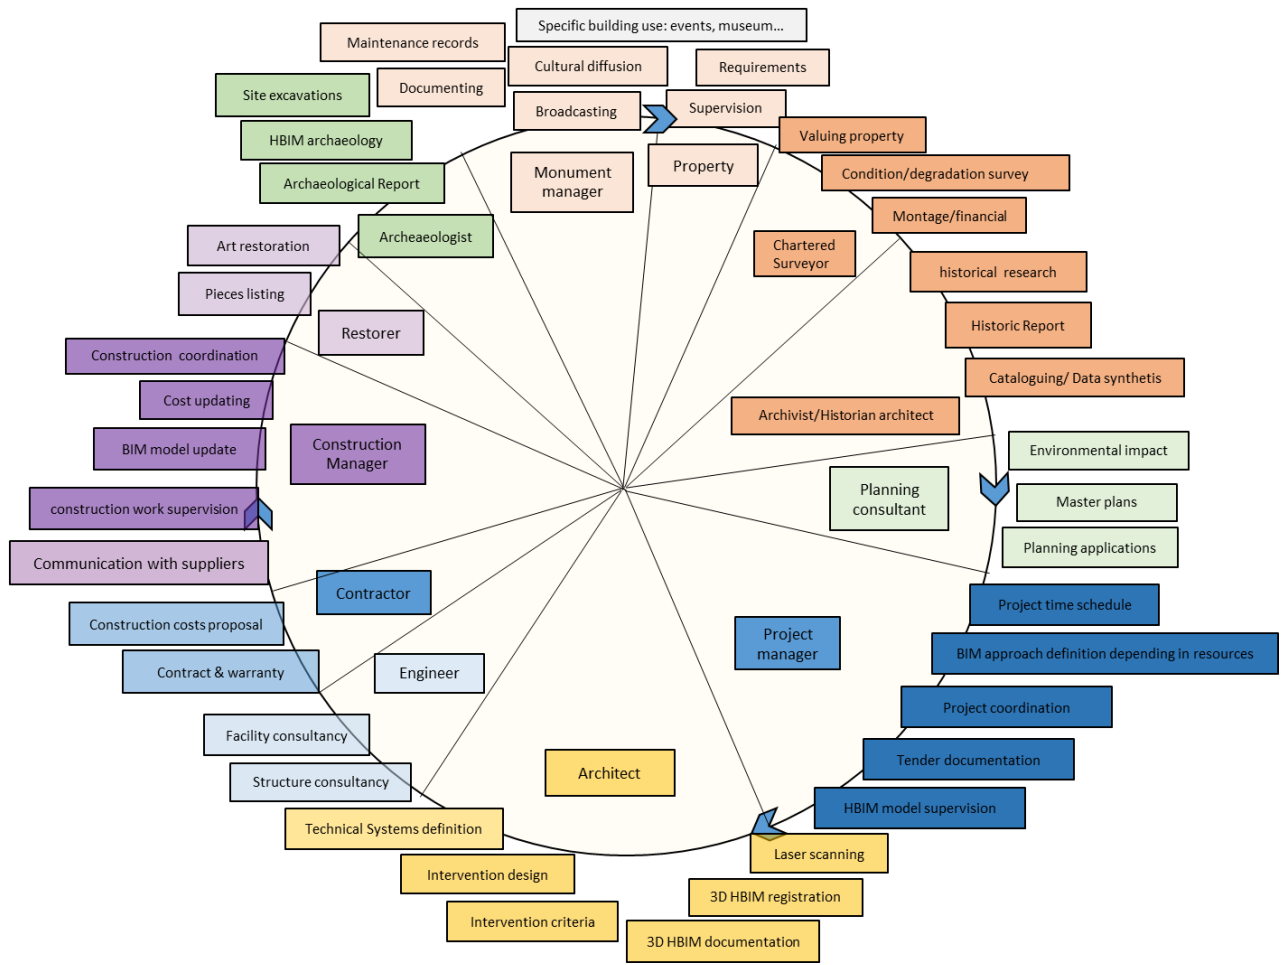 Specific building use: events, museum...
Maintenance records
Cultural diffusion
Requirements
Documenting
Site excavations
Broadcasting
Supervision
HBIM archaeology
Valuing property
Monument
manager
Property
Condition/degradation survey
Archaeological Report
Montage/financial
Archeaeologist
Chartered
Surveyor
Art restoration
historical research
Pieces listing
Historic Report
Restorer
Construction coordination
Cataloguing/ Data synthetis
Cost updating
Archivist/Historian architect
BIM model update
Construction
Manager
Environmental impact
Planning
consultant
Master plans
construction work supervision
Planning applications
Communication with suppliers
Contractor
Project time schedule
Construction costs proposal
Project
manager
BIM approach definition depending in resources
Contract & warranty
Engineer
Project coordination
Facility consultancy
Tender documentation
Structure consultancy
Architect
HBIM model supervision
Technical Systems definition
Laser scanning
Intervention design
3D HBIM registration
Intervention criteria
3D HBIM documentation